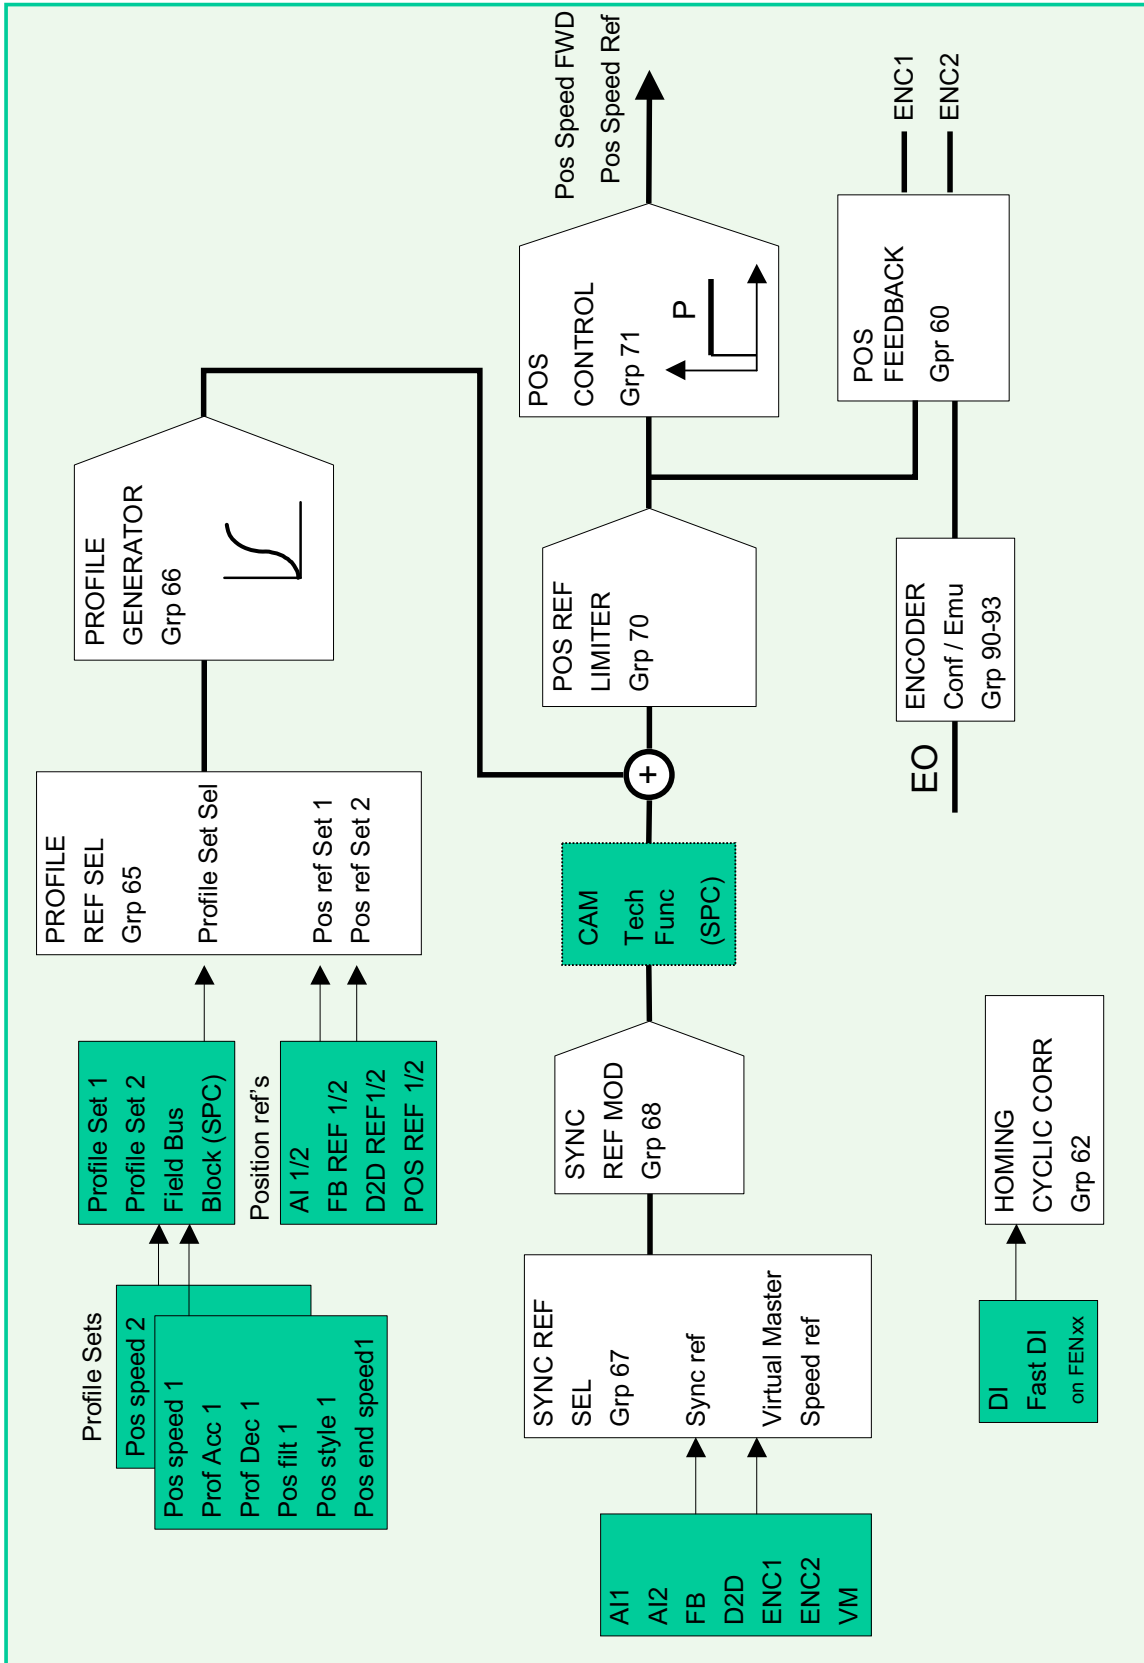 Profile Sets
Pos speed 2
Pos speed 1
Prof Acc 1
Prof Dec 1
Pos filt 1
Pos style 1
Pos end speed1
Profile Set 1
Profile Set 2
Field Bus
Block (SPC)
Position ref's
AI 1/2
FB REF 1/2
D2D REF1/2
POS REF 1/2
PROFILE
REF SEL
Grp 65
Profile Set Sel
Pos ref Set 1
Pos ref Set 2
PROFILE
GENERATOR
Grp 66
AI1
AI2
FB
D2D
ENC1
ENC2
VM
SYNC REF
SEL
Grp 67
Sync ref
Virtual Master
Speed ref
SYNC
REF MOD
Grp 68
CAM
Tech
Func
(SPC)
+
POS REF
LIMITER
Grp 70
POS
CONTROL
Grp 71
P
Pos Speed FWD
Pos Speed Ref
DI
Fast DI
on FENxx
HOMING
CYCLIC CORR
Grp 62
EO
ENCODER
Conf / Emu
Grp 90-93
POS
FEEDBACK
Gpr 60
ENC1
ENC2